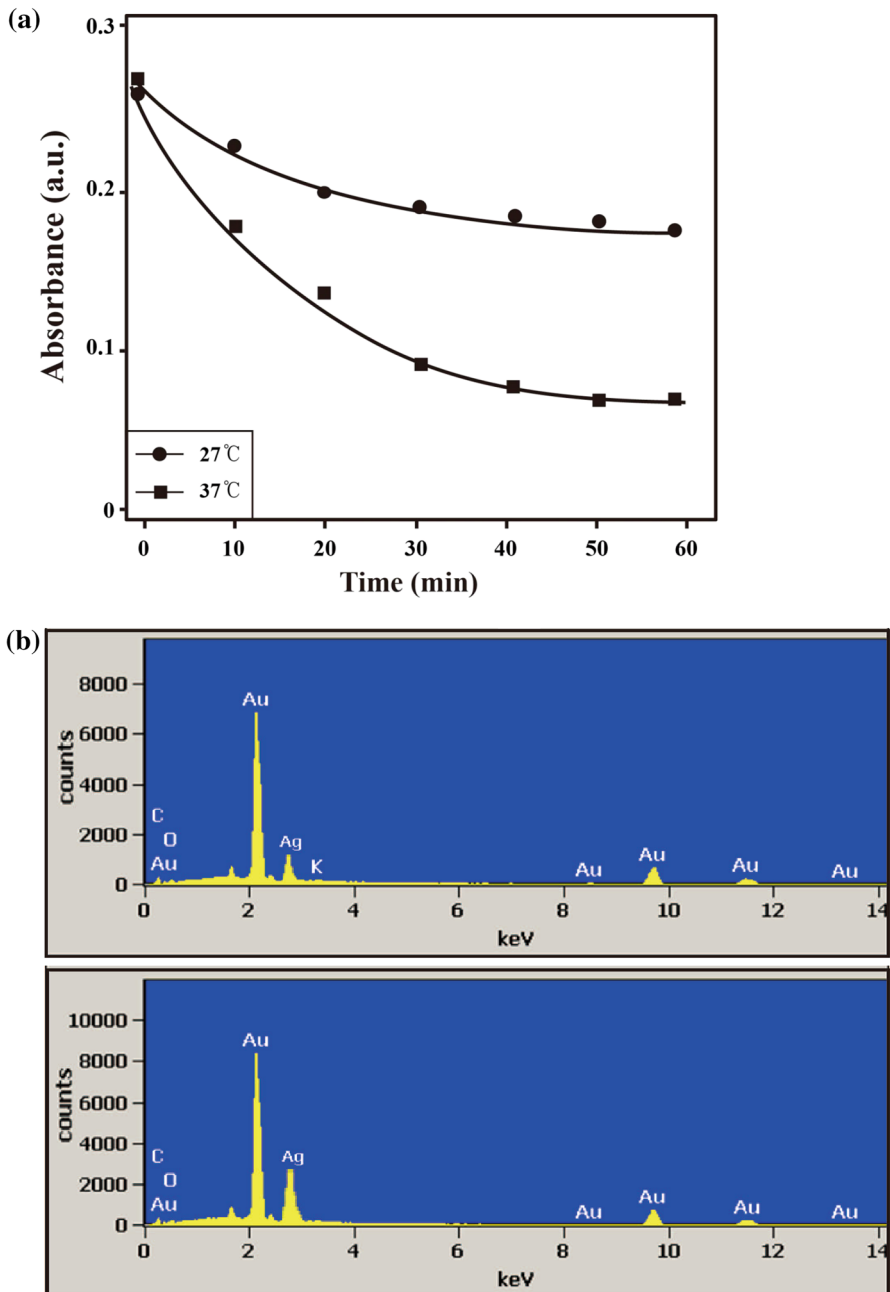 (a)
0.3
0.2
0.1
0
Absorbance (a.u.)
27℃
37℃
0 10 20 30 40 50 60
Time (min)
(b)
8000
6000
4000
2000
0
counts
Au
C
O
Au
Ag
K
Au
Au
Au
Au
0 2 4 6 8 10 12 14
keV
10000
8000
6000
4000
2000
0
counts
Au
C
O
Au
Ag
Au
Au
Au
Au
0 2 4 6 8 10 12 14
keV